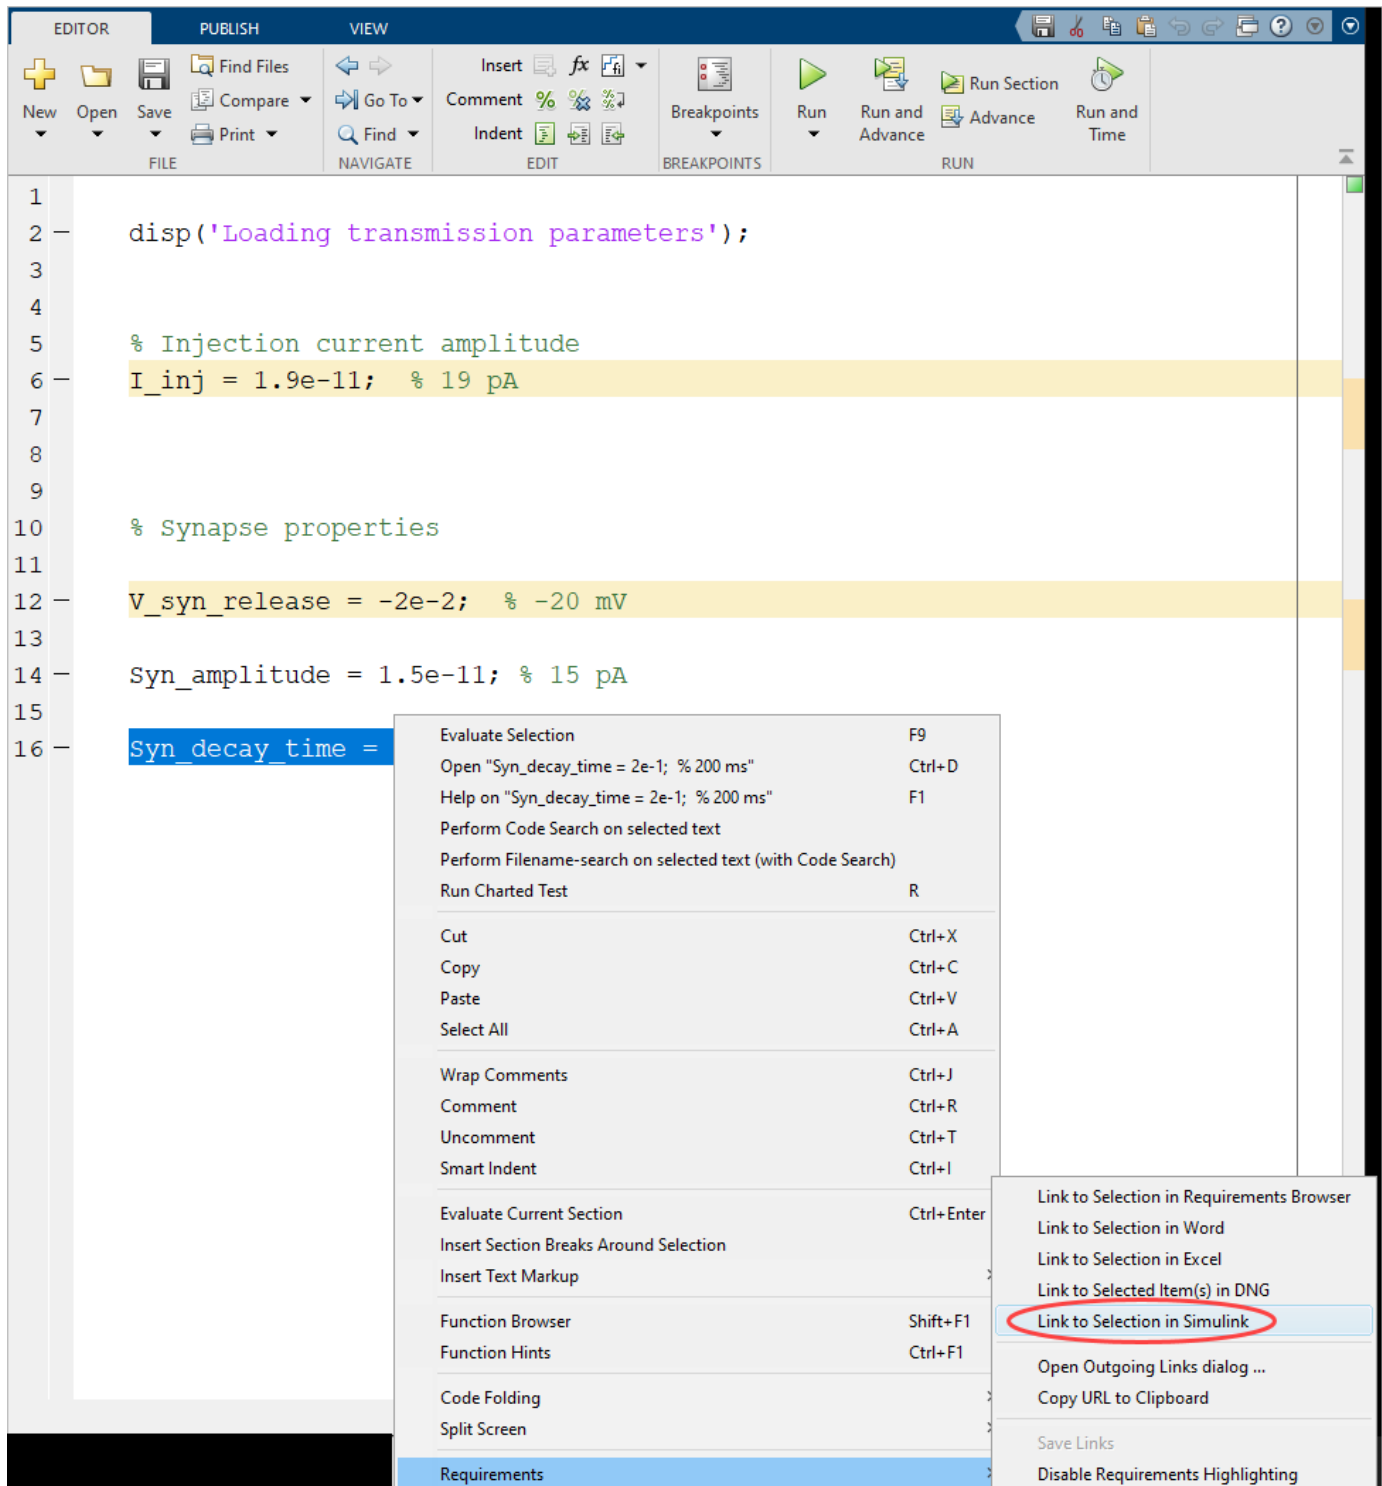 EDITOR PUBLISH VIEW
New Open Save Find Files Compare Print
FILE
Go To Find
NAVIGATE
Insert fx
Comment
Indent
EDIT
Breakpoints
BREAKPOINTS
Run Run and Advance Run Section Advance Run and Time
RUN
1
2 – disp('Loading transmission parameters');
3
4
5 % Injection current amplitude
6 – I_inj = 1.9e-11; % 19 pA
7
8
9
10 % Synapse properties
11
12 – V_syn_release = -2e-2; % -20 mV
13
14 – Syn_amplitude = 1.5e-11; % 15 pA
15
16 – Syn_decay_time =
Evaluate Selection F9
Open "Syn_decay_time = 2e-1; % 200 ms" Ctrl+D
Help on "Syn_decay_time = 2e-1; % 200 ms" F1
Perform Code Search on selected text
Perform Filename-search on selected text (with Code Search)
Run Charted Test R
Cut Ctrl+X
Copy Ctrl+C
Paste Ctrl+V
Select All Ctrl+A
Wrap Comments Ctrl+J
Comment Ctrl+R
Uncomment Ctrl+T
Smart Indent Ctrl+I
Evaluate Current Section Ctrl+Enter
Insert Section Breaks Around Selection
Insert Text Markup
Function Browser Shift+F1
Function Hints Ctrl+F1
Code Folding
Split Screen
Requirements
Link to Selection in Requirements Browser
Link to Selection in Word
Link to Selection in Excel
Link to Selected Item(s) in DNG
Link to Selection in Simulink
Open Outgoing Links dialog ...
Copy URL to Clipboard
Save Links
Disable Requirements Highlighting